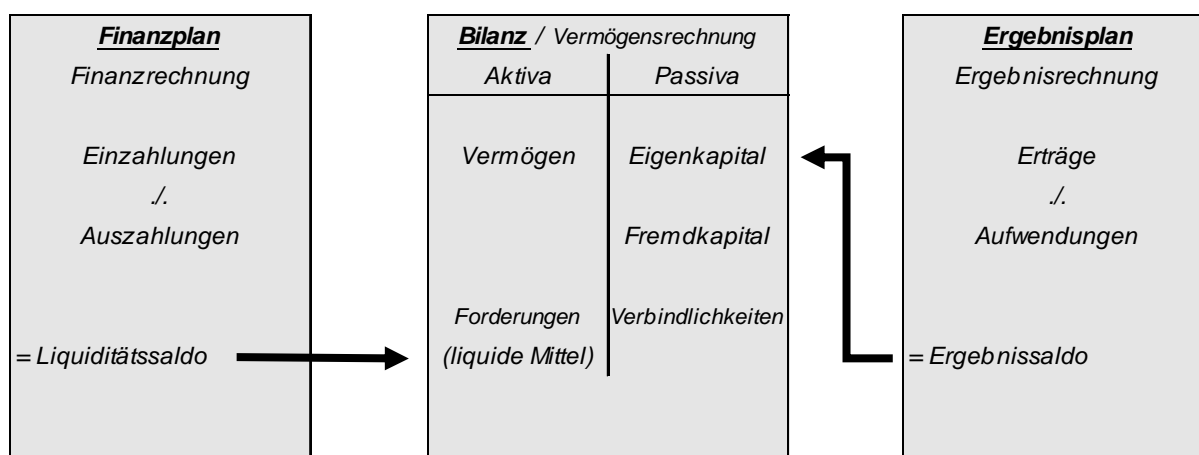 Finanzplan
Finanzrechnung
Einzahlungen
./.
Auszahlungen
= Liquiditätssaldo
Bilanz / Vermögensrechnung
Aktiva Passiva
Vermögen Eigenkapital
Fremdkapital
Forderungen Verbindlichkeiten
(liquide Mittel)
Ergebnisplan
Ergebnisrechnung
Erträge
./.
Aufwendungen
= Ergebnissaldo